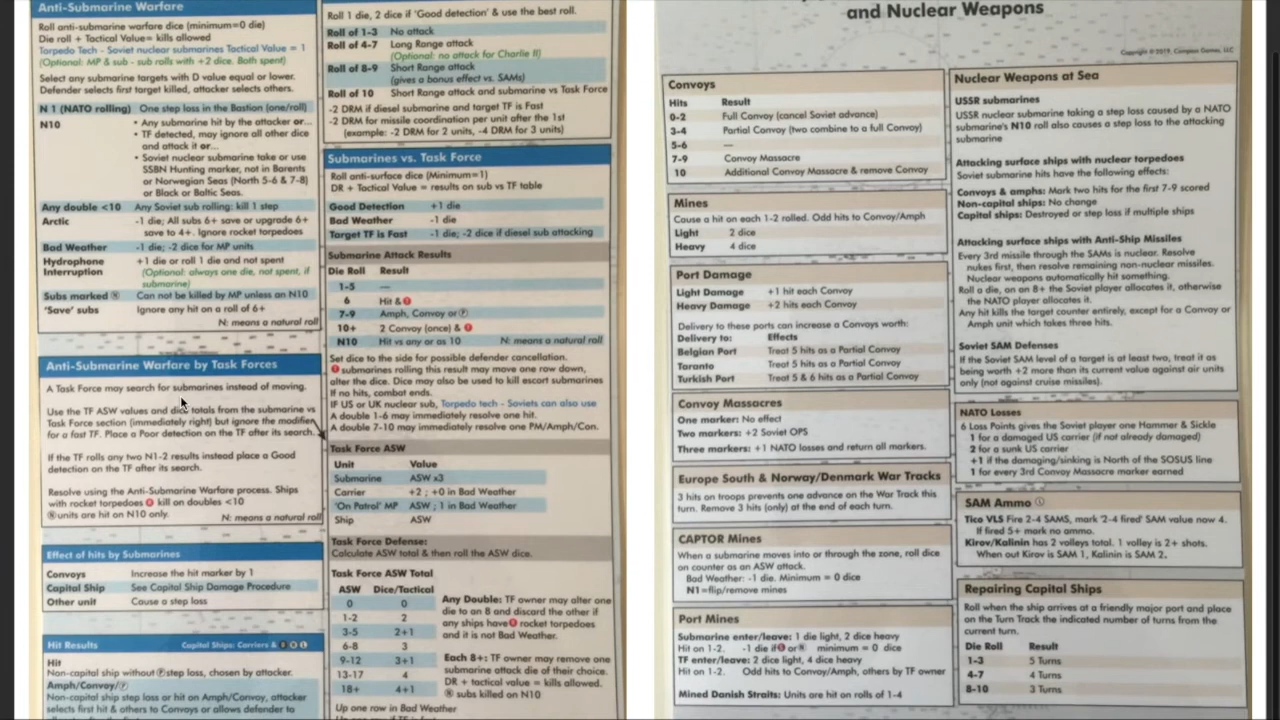 Anti-Submarine Warfare
Roll anti-submarine warfare dice (minimum=0 die)
Die roll + Tactical Value= kills allowed
Torpedo Tech - Soviet nuclear submarines Tactical Value = 1
(Optional: MP & sub - sub rolls with +2 dice. Both spent)
Select any submarine targets with D value equal or lower.
Defender selects first target killed, attacker selects others.
N 1 (NATO rolling) One step loss in the Bastion (one/roll)
N10 • Any submarine hit by the attacker or...
• TF detected, may ignore all other dice
and attack it or...
• Soviet nuclear submarine take or use
SSBN Hunting marker, not in Barents
or Norwegian Seas (North 5-6 & 7-8)
or Black or Baltic Seas.
Any double <10 Any Soviet sub rolling: kill 1 step
Arctic -1 die; All subs 6+ save or upgrade 6+
save to 4+. Ignore rocket torpedoes
Bad Weather -1 die; -2 dice for MP units
Hydrophone +1 die or roll 1 die and not spent
Interruption (Optional: always one die, not spent, if
submarine)
Subs marked Ⓝ Can not be killed by MP unless an N10
'Save' subs Ignore any hit on a roll of 6+
N: means a natural roll
Anti-Submarine Warfare by Task Forces
A Task Force may search for submarines instead of moving.
Use the TF ASW values and dice totals from the submarine vs
Task Force section (immediately right) but ignore the modifier
for a fast TF. Place a Poor detection on the TF after its search.
If the TF rolls any two N1-2 results instead place a Good
detection on the TF after its search.
Resolve using the Anti-Submarine Warfare process. Ships
with rocket torpedoes kill on doubles <10
Ⓝ units are hit on N10 only. N: means a natural roll
Effect of hits by Submarines
Convoys Increase the hit marker by 1
Capital Ship See Capital Ship Damage Procedure
Other unit Cause a step loss
Hit Results Capital Ships: Carriers &
Hit
Non-capital ship without Ⓟ step loss, chosen by attacker.
Amph/Convoy/Ⓟ
Non-capital ship step loss or hit on Amph/Convoy, attacker
selects first hit & others to Convoys or allows defender to
Roll 1 die, 2 dice if 'Good detection' & use the best roll.
Roll of 1-3 No attack
Roll of 4-7 Long Range attack
(Optional: no attack for Charlie II)
Roll of 8-9 Short Range attack
(gives a bonus effect vs. SAMs)
Roll of 10 Short Range attack and submarine vs Task Force
-2 DRM if diesel submarine and target TF is Fast
-2 DRM for missile coordination per unit after the 1st
(example: -2 DRM for 2 units, -4 DRM for 3 units)
Submarines vs. Task Force
Roll anti-surface dice (Minimum=1)
DR + Tactical Value = results on sub vs TF table
Good Detection +1 die
Bad Weather -1 die
Target TF is Fast -1 die; -2 dice if diesel sub attacking
Submarine Attack Results
Die Roll Result
1-5 —
6 Hit &
7-9 Amph, Convoy or Ⓟ
10+ 2 Convoy (once) &
N10 Hit vs any or as 10 N: means a natural roll
Set dice to the side for possible defender cancellation.
submarines rolling this result may move one row down,
alter the dice. Dice may also be used to kill escort submarines
If no hits, combat ends.
IF US or UK nuclear sub, Torpedo tech - Soviets can also use
A double 1-6 may immediately resolve one hit.
A double 7-10 may immediately resolve one PM/Amph/Con.
Task Force ASW
Unit Value
Submarine ASW x3
Carrier +2 ; +0 in Bad Weather
'On Patrol' MP ASW ; 1 in Bad Weather
Ship ASW
Task Force Defense:
Calculate ASW total & then roll the ASW dice.
Task Force ASW Total
ASW Dice/Tactical
0 0
1-2 2
3-5 2+1
6-8 3
9-12 3+1
13-17 4
18+ 4+1
Any Double: TF owner may alter one
die to an 8 and discard the other if
any ships have rocket torpedoes
and it is not Bad Weather.
Each 8+: TF owner may remove one
submarine attack die of their choice.
DR + tactical value = kills allowed.
Ⓝ subs killed on N10
Up one row in Bad Weather
and Nuclear Weapons
Copyright © 2019, Compass Games, LLC
Convoys
Hits Result
0-2 Full Convoy (cancel Soviet advance)
3-4 Partial Convoy (two combine to a full Convoy)
5-6 —
7-9 Convoy Massacre
10 Additional Convoy Massacre & remove Convoy
Mines
Cause a hit on each 1-2 rolled. Odd hits to Convoy/Amph
Light 2 dice
Heavy 4 dice
Port Damage
Light Damage +1 hit each Convoy
Heavy Damage +2 hits each Convoy
Delivery to these ports can increase a Convoys worth:
Delivery to: Effects
Belgian Port Treat 5 hits as a Partial Convoy
Taranto Treat 5 hits as a Partial Convoy
Turkish Port Treat 5 & 6 hits as a Partial Convoy
Convoy Massacres
One marker: No effect
Two markers: +2 Soviet OPS
Three markers: +1 NATO losses and return all markers.
Europe South & Norway/Denmark War Tracks
3 hits on troops prevents one advance on the War Track this
turn. Remove 3 hits (only) at the end of each turn.
CAPTOR Mines
When a submarine moves into or through the zone, roll dice
on counter as an ASW attack.
Bad Weather: -1 die. Minimum = 0 dice
N1=flip/remove mines
Port Mines
Submarine enter/leave: 1 die light, 2 dice heavy
Hit on 1-2. -1 die if or Ⓝ minimum = 0 dice
TF enter/leave: 2 dice light, 4 dice heavy
Hit on 1-2. Odd hits to Convoy/Amph, others by TF owner
Mined Danish Straits: Units are hit on rolls of 1-4
Nuclear Weapons at Sea
USSR submarines
USSR nuclear submarine taking a step loss caused by a NATO
submarine's N10 roll also causes a step loss to the attacking
submarine
Attacking surface ships with nuclear torpedoes
Soviet submarine hits have the following effects:
Convoys & amphs: Mark two hits for the first 7-9 scored
Non-capital ships: No change
Capital ships: Destroyed or step loss if multiple ships
Attacking surface ships with Anti-Ship Missiles
Every 3rd missile through the SAMs is nuclear. Resolve
nukes first, then resolve remaining non-nuclear missiles.
Nuclear weapons automatically hit something.
Roll a die, on an 8+ the Soviet player allocates it, otherwise
the NATO player allocates it.
Any hit kills the target counter entirely, except for a Convoy or
Amph unit which takes three hits.
Soviet SAM Defenses
If the Soviet SAM level of a target is at least two, treat it as
being worth +2 more than its current value against air units
only (not against cruise missiles).
NATO Losses
6 Loss Points gives the Soviet player one Hammer & Sickle
1 for a damaged US carrier (if not already damaged)
2 for a sunk US carrier
+1 if the damaging/sinking is North of the SOSUS line
1 for every 3rd Convoy Massacre marker earned
SAM Ammo
Tico VLS Fire 2-4 SAMS, mark '2-4 fired' SAM value now 4.
If fired 5+ mark no ammo.
Kirov/Kalinin has 2 volleys total. 1 volley is 2+ shots.
When out Kirov is SAM 1, Kalinin is SAM 2.
Repairing Capital Ships
Roll when the ship arrives at a friendly major port and place
on the Turn Track the indicated number of turns from the
current turn.
Die Roll Result
1-3 5 Turns
4-7 4 Turns
8-10 3 Turns